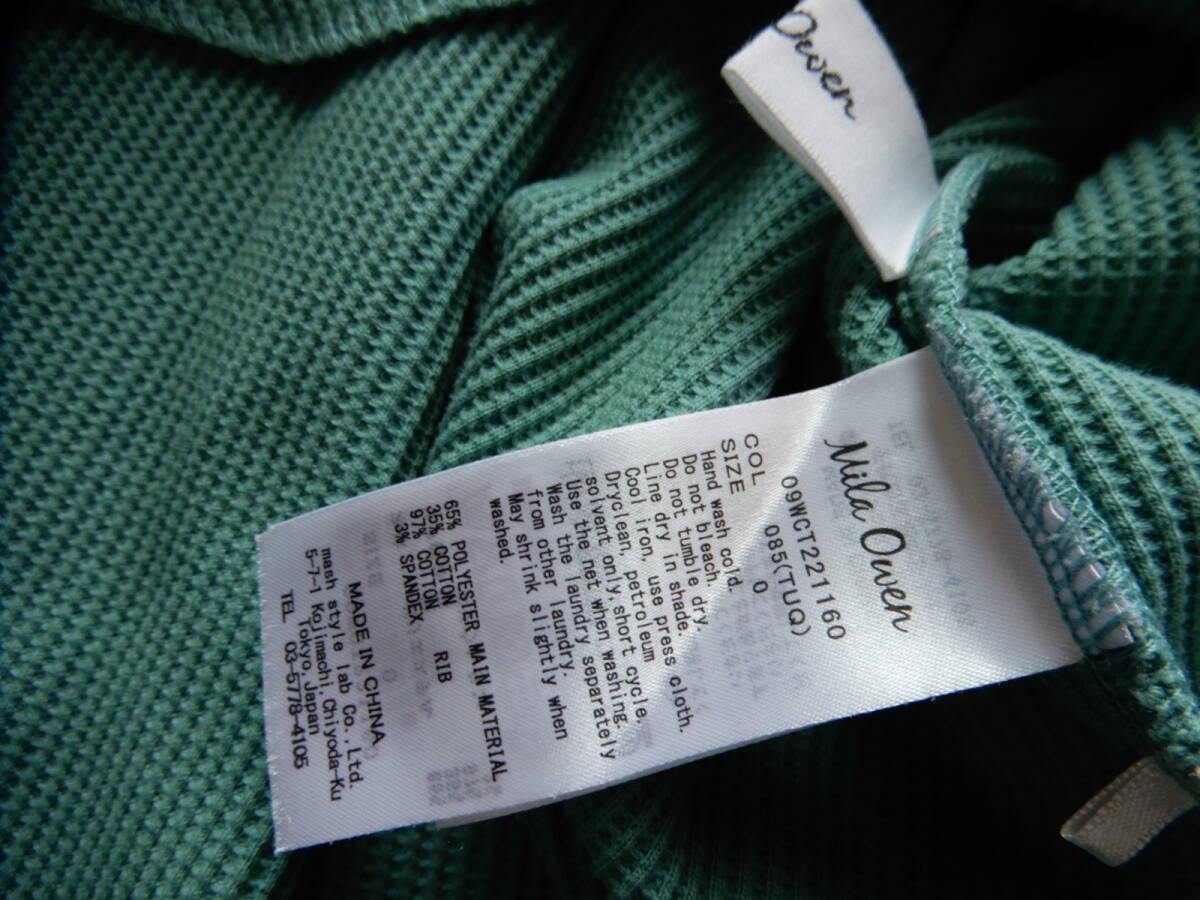 Owen
Mila Owen
09WCT221160
COL 085(TUQ)
SIZE 0
Hand wash cold.
Do not bleach.
Do not tumble dry.
Line dry in shade.
Cool iron, use press cloth.
Dryclean, petroleum
solvent only,short cycle.
Use the net,when washing.
Wash the laundry separately
from other laundry.
May shrink slightly when
washed.
65% POLYESTER MAIN MATERIAL
35% COTTON
97% COTTON RIB
3% SPANDEX
MADE IN CHINA
mash style lab Co.,Ltd.
5-7-1 Kojimachi,Chiyoda-Ku
Tokyo,Japan
TEL 03-5778-4105